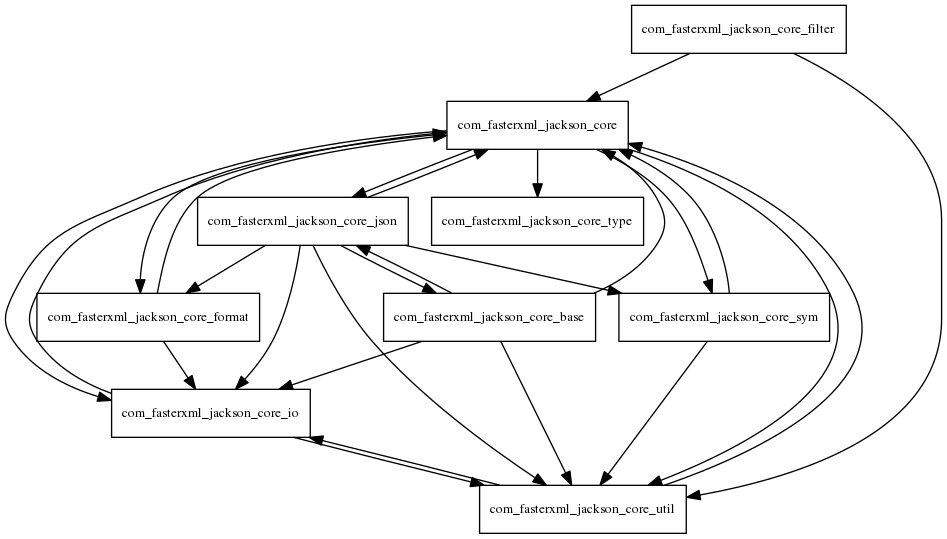 com_fasterxml_jackson_core_filter
com_fasterxml_jackson_core
com_fasterxml_jackson_core_json
com_fasterxml_jackson_core_type
com_fasterxml_jackson_core_format
com_fasterxml_jackson_core_base
com_fasterxml_jackson_core_sym
com_fasterxml_jackson_core_io
com_fasterxml_jackson_core_util